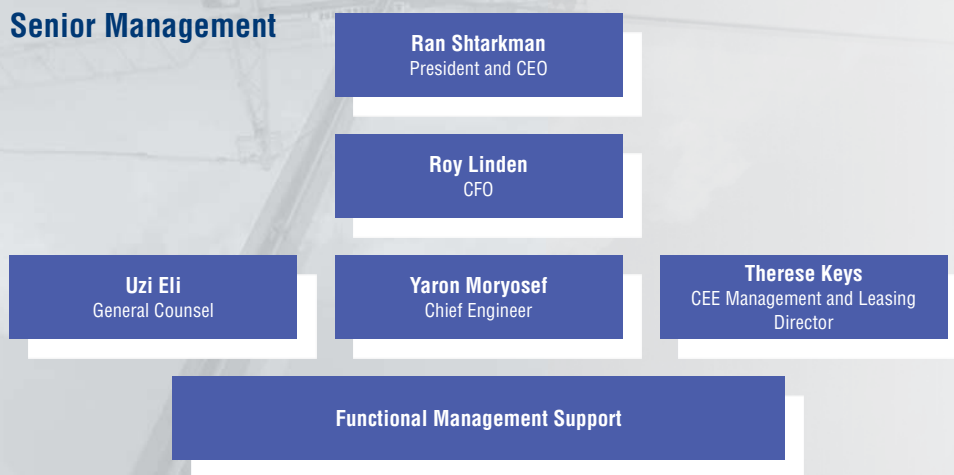 Senior Management
Ran Shtarkman
President and CEO
Roy Linden
CFO
Uzi Eli
General Counsel
Yaron Moryosef
Chief Engineer
Therese Keys
CEE Management and Leasing
Director
Functional Management Support